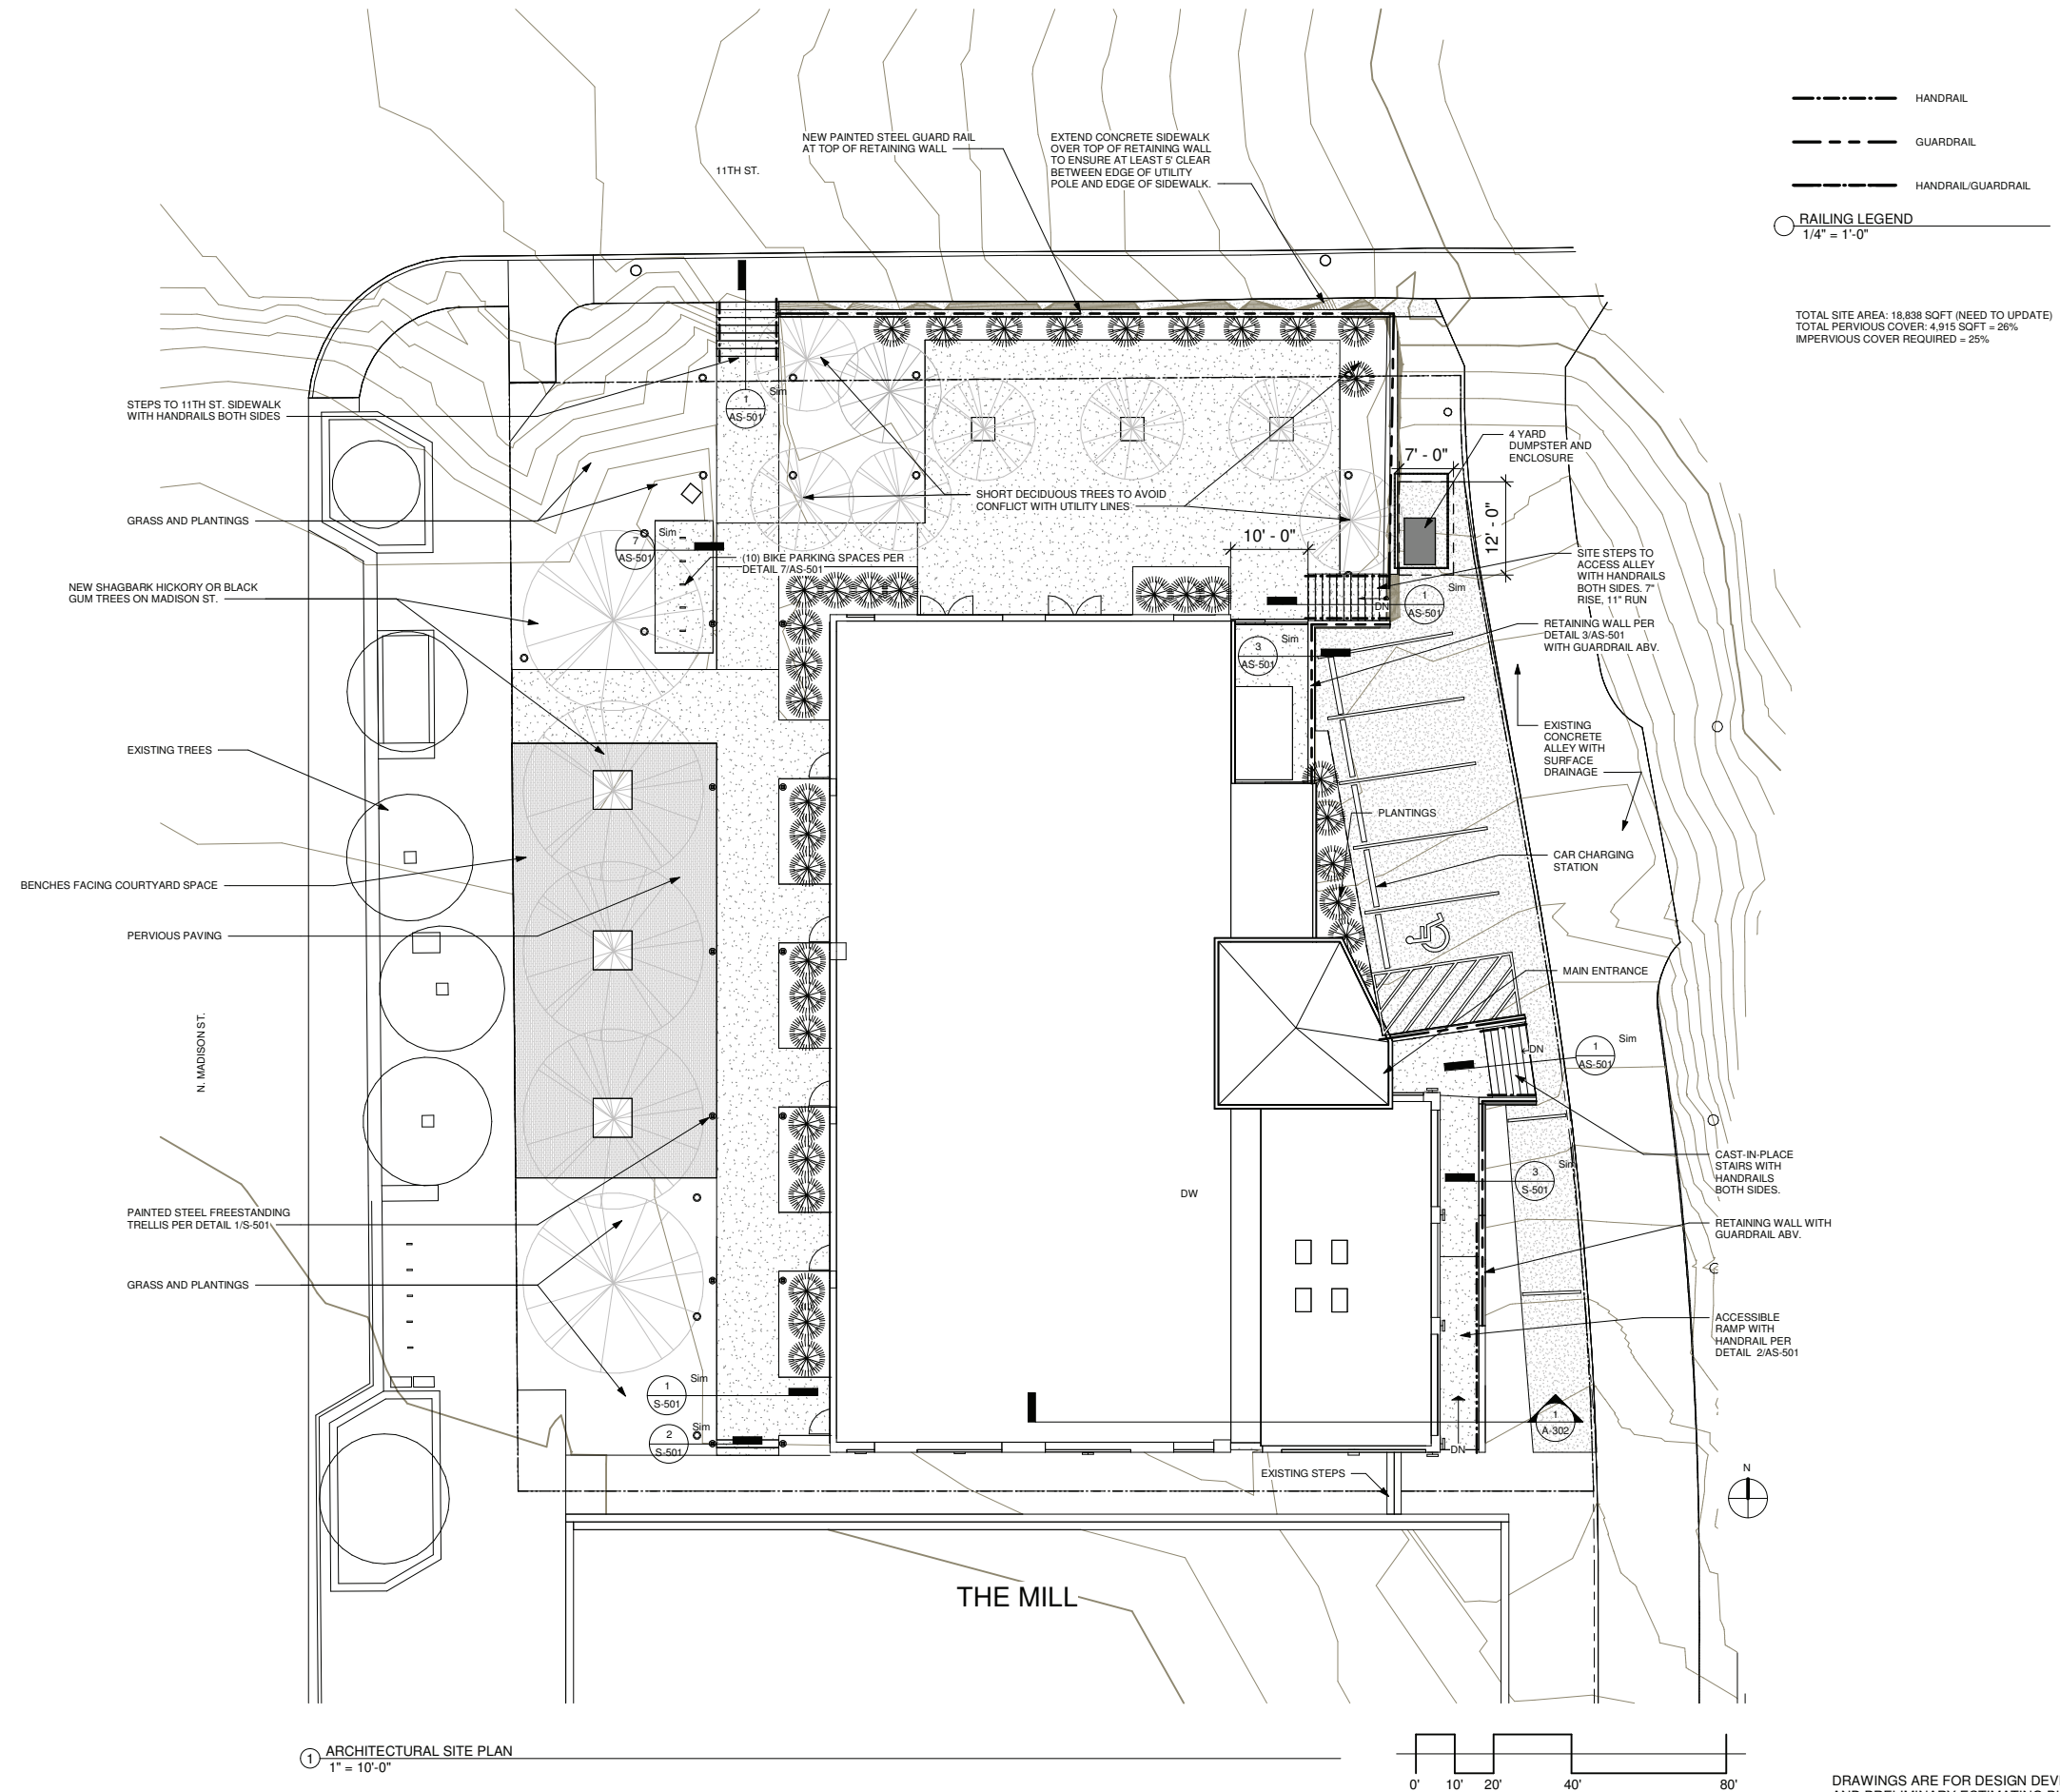 HANDRAIL
GUARDRAIL
HANDRAIL/GUARDRAIL
RAILING LEGEND
1/4" = 1'-0"
TOTAL SITE AREA: 18,838 SQFT (NEED TO UPDATE)
TOTAL PERVIOUS COVER: 4,915 SQFT = 26%
IMPERVIOUS COVER REQUIRED = 25%
NEW PAINTED STEEL GUARD RAIL
AT TOP OF RETAINING WALL
EXTEND CONCRETE SIDEWALK
OVER TOP OF RETAINING WALL
TO ENSURE AT LEAST 5' CLEAR
BETWEEN EDGE OF UTILITY
POLE AND EDGE OF SIDEWALK.
11TH ST.
STEPS TO 11TH ST. SIDEWALK
WITH HANDRAILS BOTH SIDES
1
AS-501
Sim
GRASS AND PLANTINGS
4 YARD
DUMPSTER AND
ENCLOSURE
7' - 0"
12' - 0"
SHORT DECIDUOUS TREES TO AVOID
CONFLICT WITH UTILITY LINES
10' - 0"
7
AS-501
Sim
(10) BIKE PARKING SPACES PER
DETAIL 7/AS-501
NEW SHAGBARK HICKORY OR BLACK
GUM TREES ON MADISON ST.
SITE STEPS TO
ACCESS ALLEY
WITH HANDRAILS
BOTH SIDES. 7"
RISE, 11" RUN
DN
1
AS-501
Sim
RETAINING WALL PER
DETAIL 3/AS-501
WITH GUARDRAIL ABV.
3
AS-501
Sim
EXISTING TREES
EXISTING
CONCRETE
ALLEY WITH
SURFACE
DRAINAGE
PLANTINGS
CAR CHARGING
STATION
BENCHES FACING COURTYARD SPACE
PERVIOUS PAVING
MAIN ENTRANCE
N. MADISON ST.
DN
1
AS-501
Sim
CAST-IN-PLACE
STAIRS WITH
HANDRAILS
BOTH SIDES.
3
S-501
Sim
DW
PAINTED STEEL FREESTANDING
TRELLIS PER DETAIL 1/S-501
RETAINING WALL WITH
GUARDRAIL ABV.
GRASS AND PLANTINGS
ACCESSIBLE
RAMP WITH
HANDRAIL PER
DETAIL 2/AS-501
1
S-501
Sim
2
S-501
Sim
1
A-302
DN
EXISTING STEPS
N
THE MILL
1
ARCHITECTURAL SITE PLAN
1" = 10'-0"
0' 10' 20' 40' 80'
DRAWINGS ARE FOR DESIGN DEV